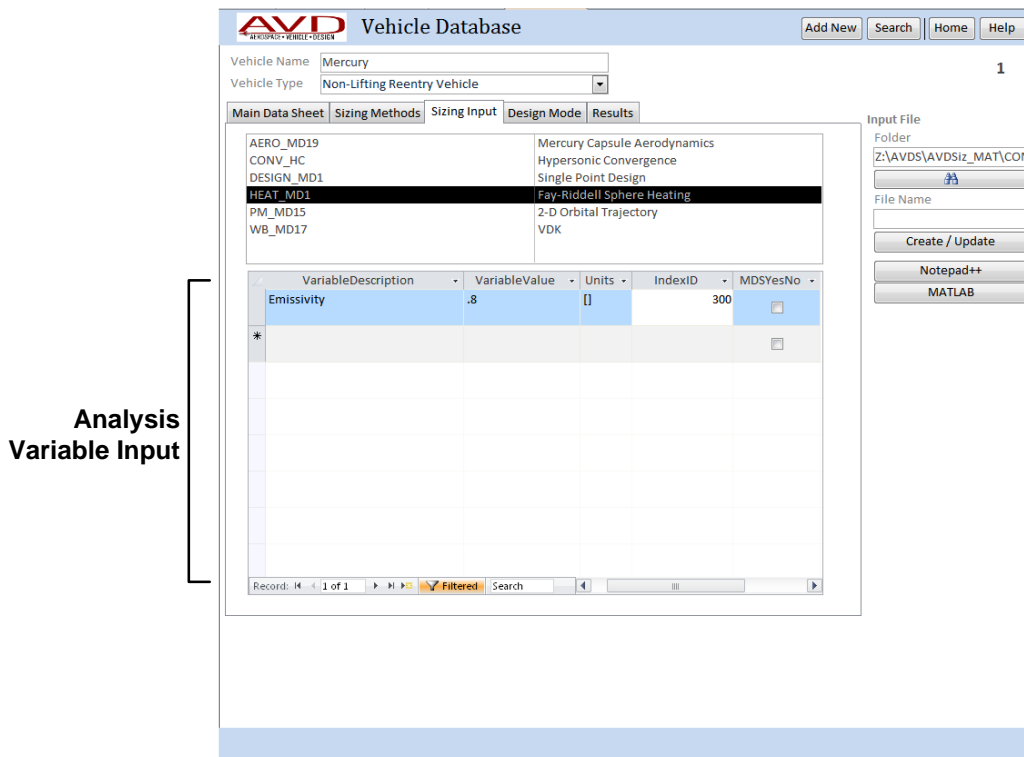 AVD
AEROSPACE • VEHICLE • DESIGN
Vehicle Database
Add New Search Home Help
Vehicle Name Mercury
1
Vehicle Type Non-Lifting Reentry Vehicle
Main Data Sheet Sizing Methods Sizing Input Design Mode Results
Input File
Folder
Z:\AVDS\AVDSiz_MAT\CON
File Name
Create / Update
Notepad++
MATLAB
AERO_MD19 Mercury Capsule Aerodynamics
CONV_HC Hypersonic Convergence
DESIGN_MD1 Single Point Design
HEAT_MD1 Fay-Riddell Sphere Heating
PM_MD15 2-D Orbital Trajectory
WB_MD17 VDK
VariableDescription VariableValue Units IndexID MDSYesNo
Emissivity .8 [] 300
*
Analysis
Variable Input
Record: 1 of 1 Filtered Search